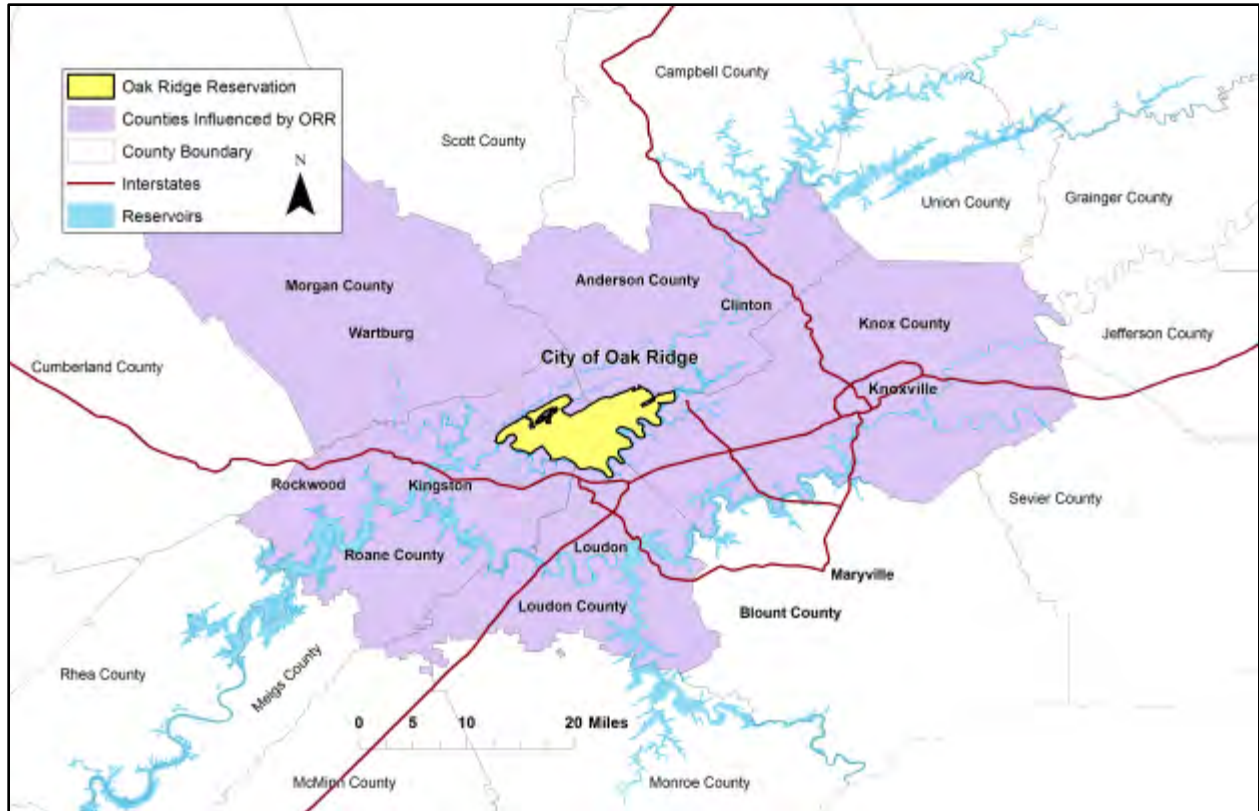 Oak Ridge Reservation
Counties Influenced by ORR
County Boundary
Interstates
Reservoirs
N
Campbell County
Scott County
Union County
Grainger County
Morgan County
Anderson County
Clinton
Knox County
Wartburg
Jefferson County
City of Oak Ridge
Cumberland County
Knoxville
Rockwood
Kingston
Sevier County
Roane County
Loudon
Maryville
Loudon County
Blount County
Rhea County
Meigs County
0 5 10 20 Miles
McMinn County
Monroe County